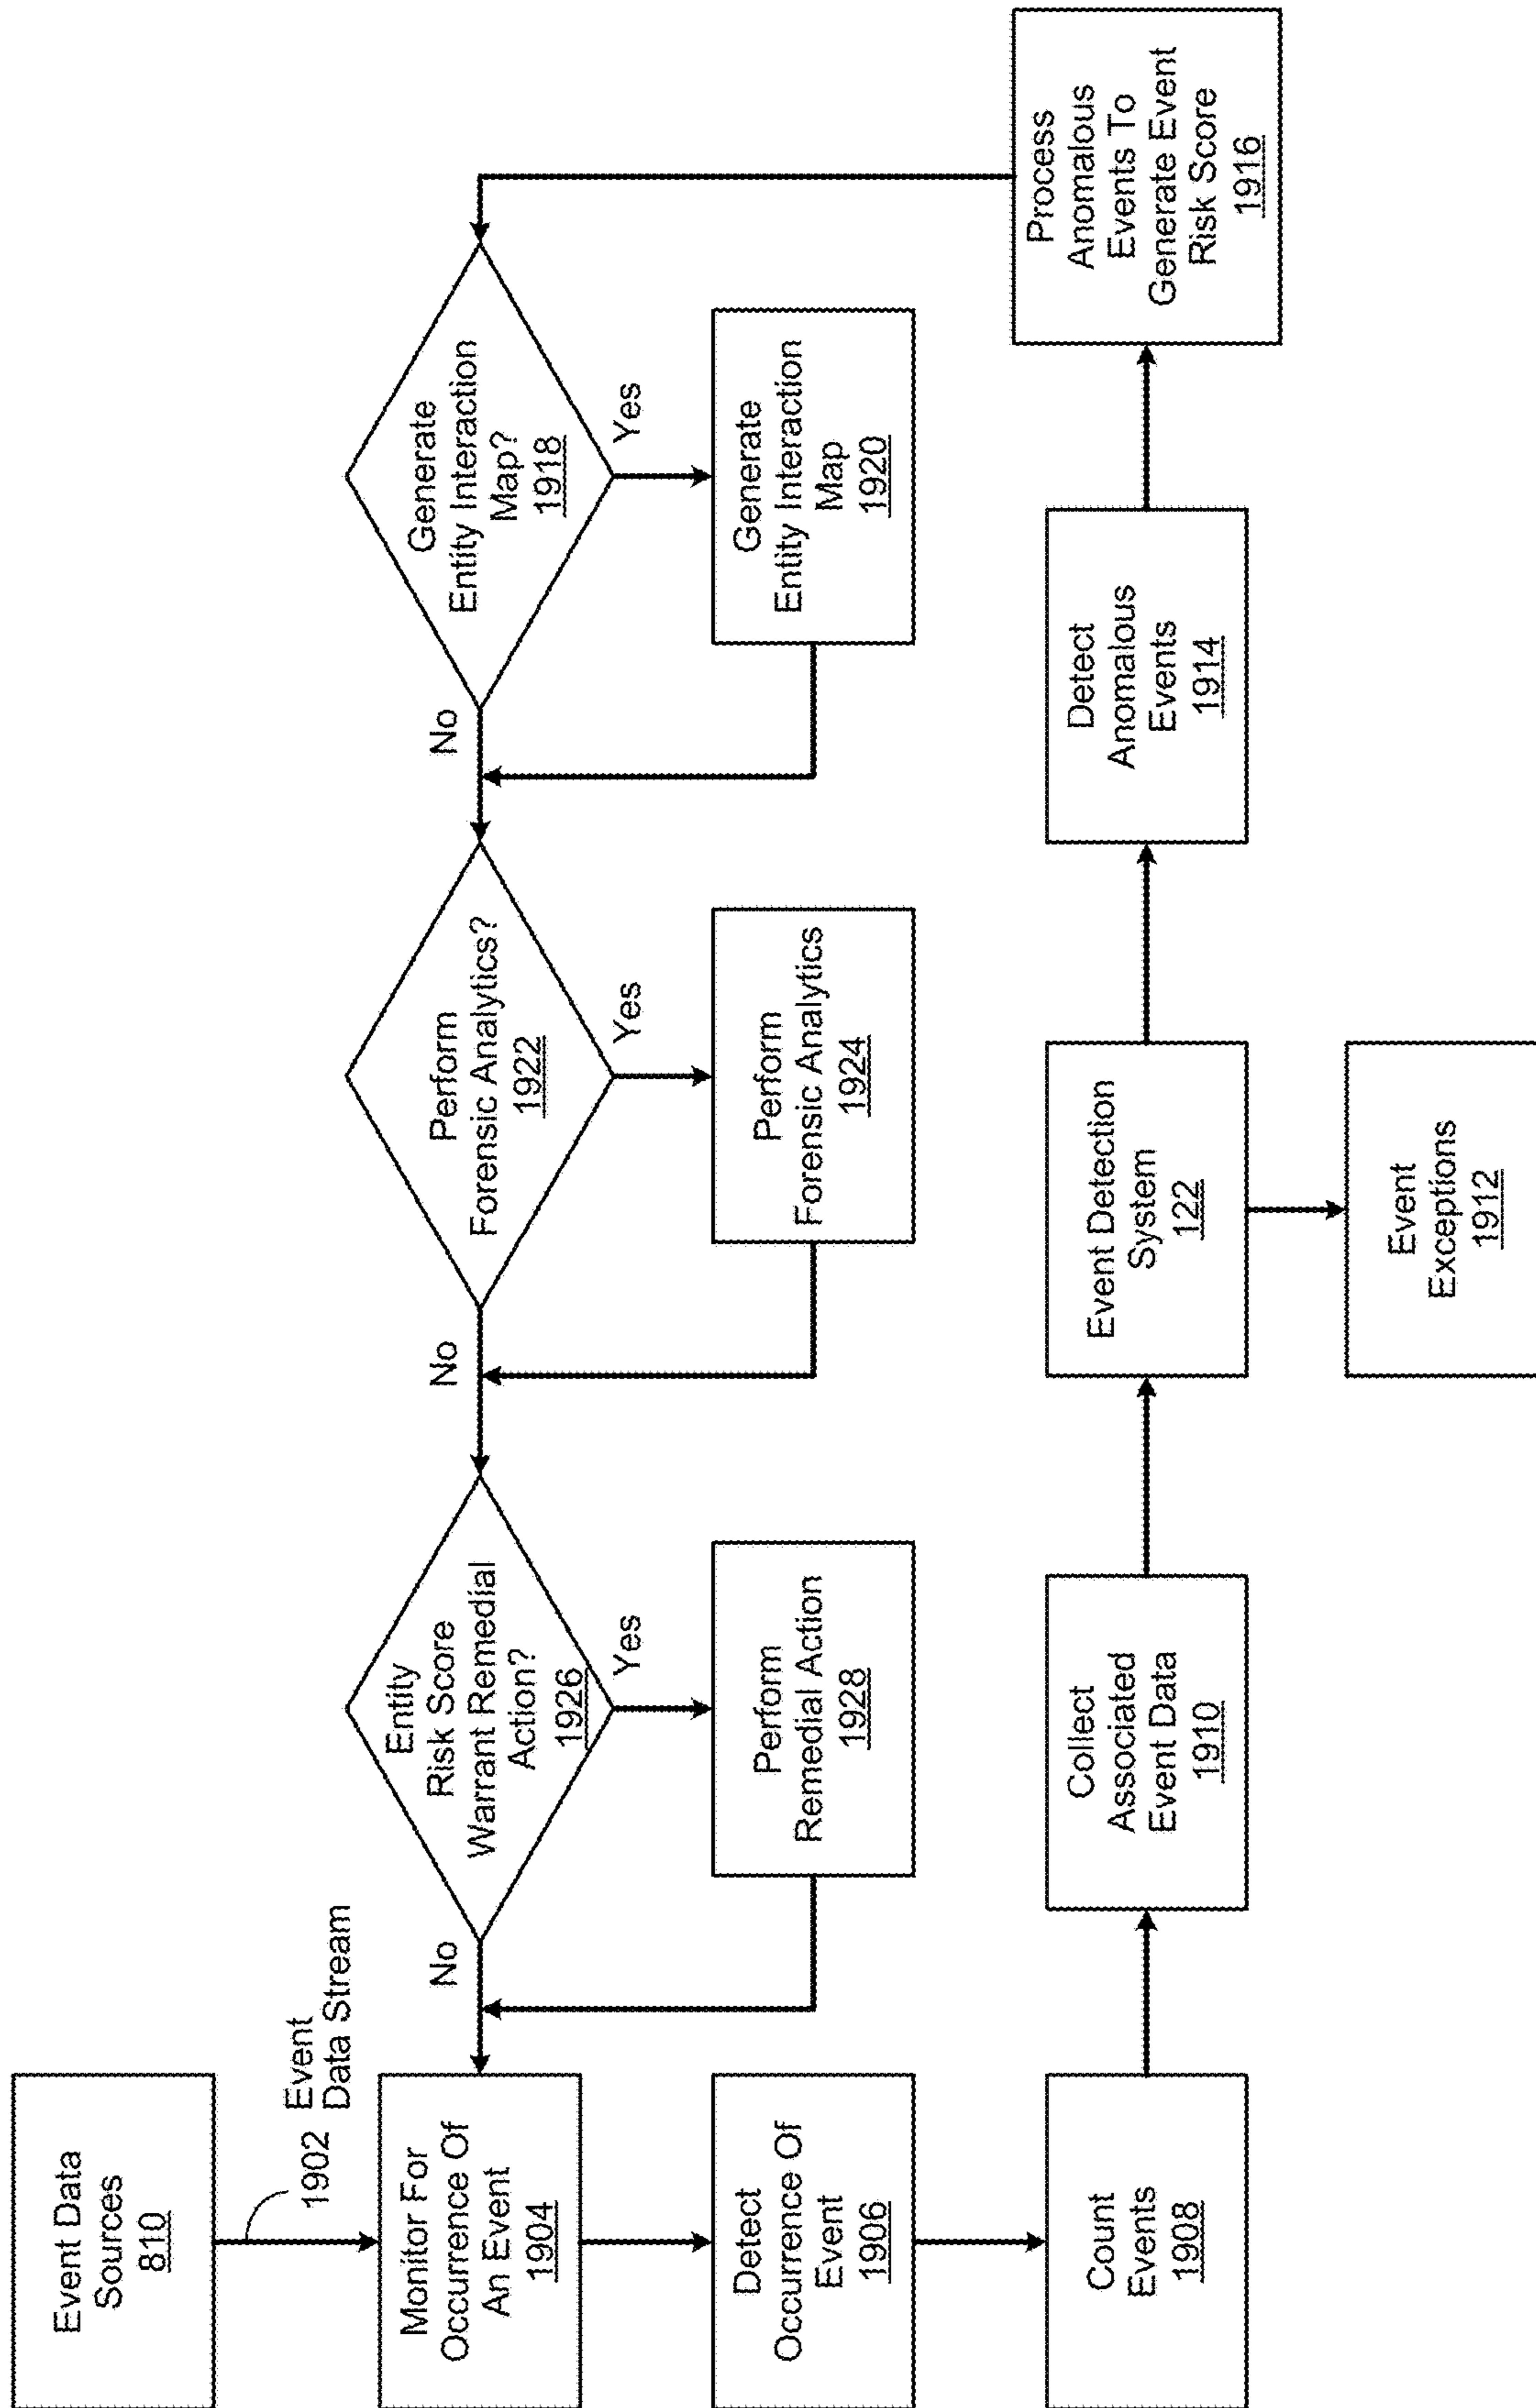 Event Data
Sources
810
1902
Event
Data Stream
Monitor For
Occurrence Of
An Event
1904
Detect
Occurrence Of
Event
1906
Count
Events
1908
Collect
Associated
Event Data
1910
Event Detection
System
122
Event
Exceptions
1912
Detect
Anomalous
Events
1914
Process
Anomalous
Events To
Generate Event
Risk Score
1916
Generate
Entity Interaction
Map?
1918
Yes
No
Generate
Entity Interaction
Map
1920
Perform
Forensic Analytics?
1922
Yes
No
Perform
Forensic Analytics
1924
Entity
Risk Score
Warrant Remedial
Action?
1926
Yes
No
Perform
Remedial Action
1928